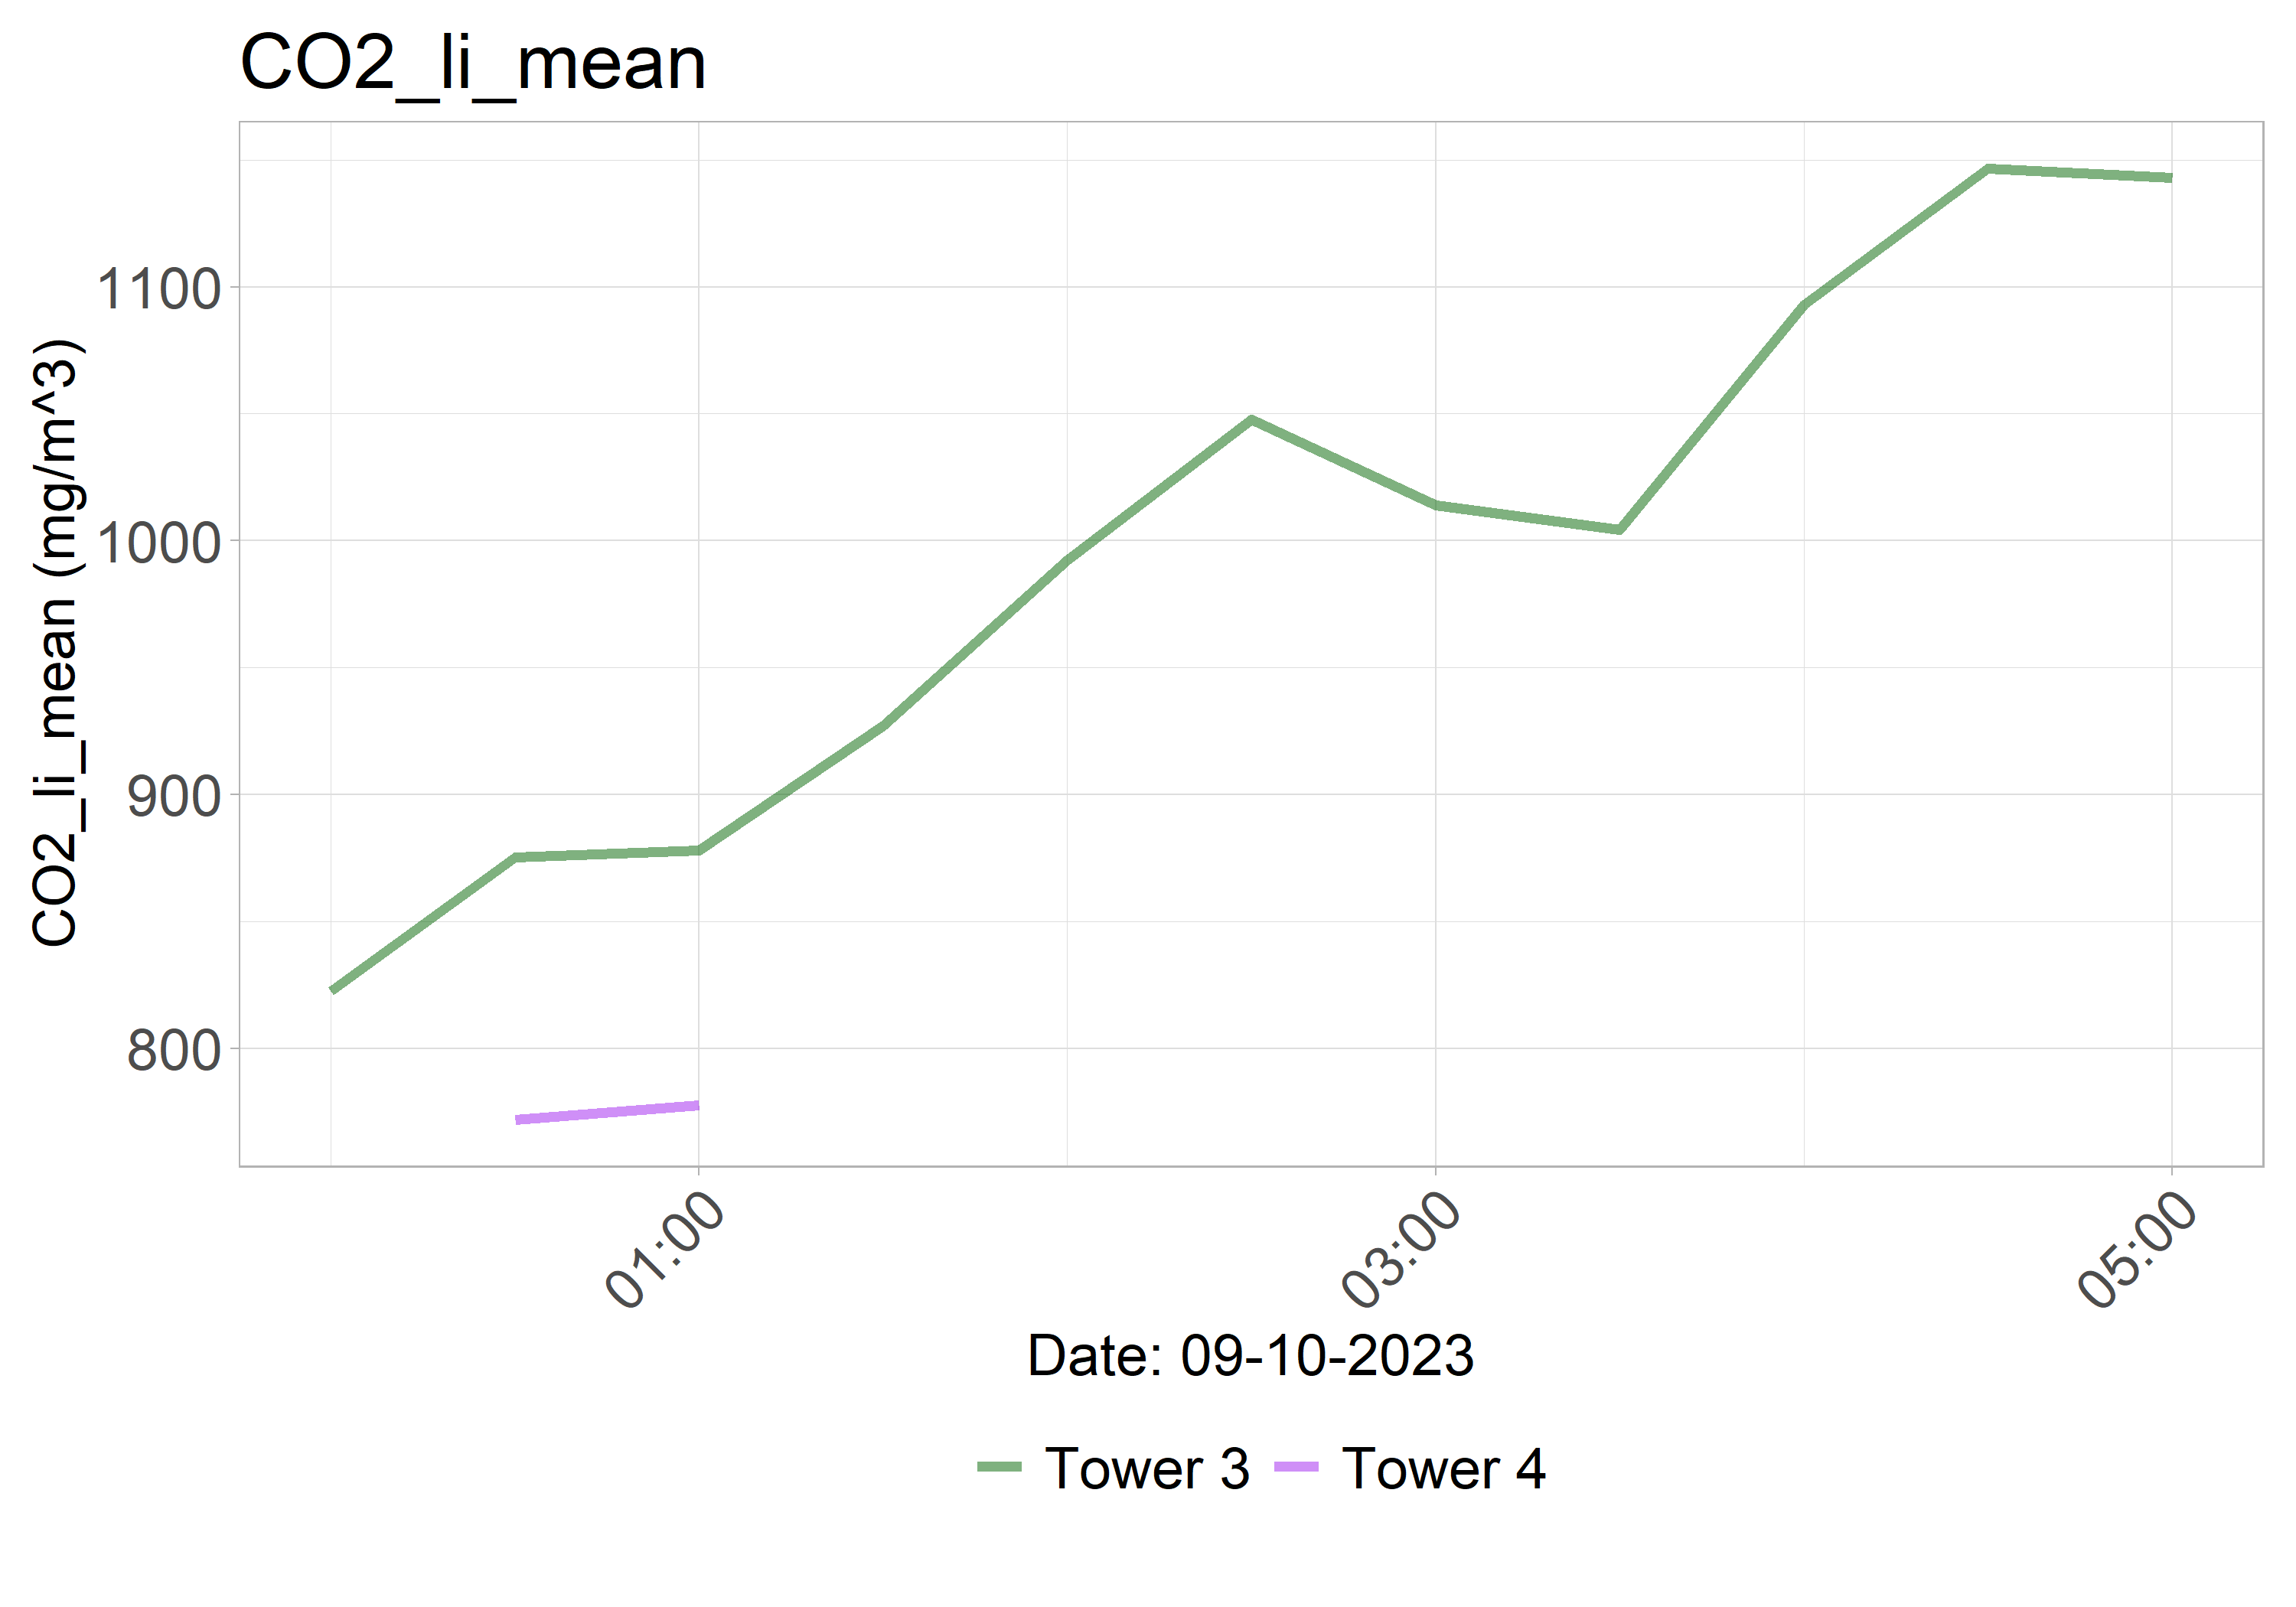 CO2_li_mean
CO2_li_mean (mg/m^3)
1100
1000
900
800
01:00
03:00
05:00
Date: 09-10-2023
Tower 3
Tower 4